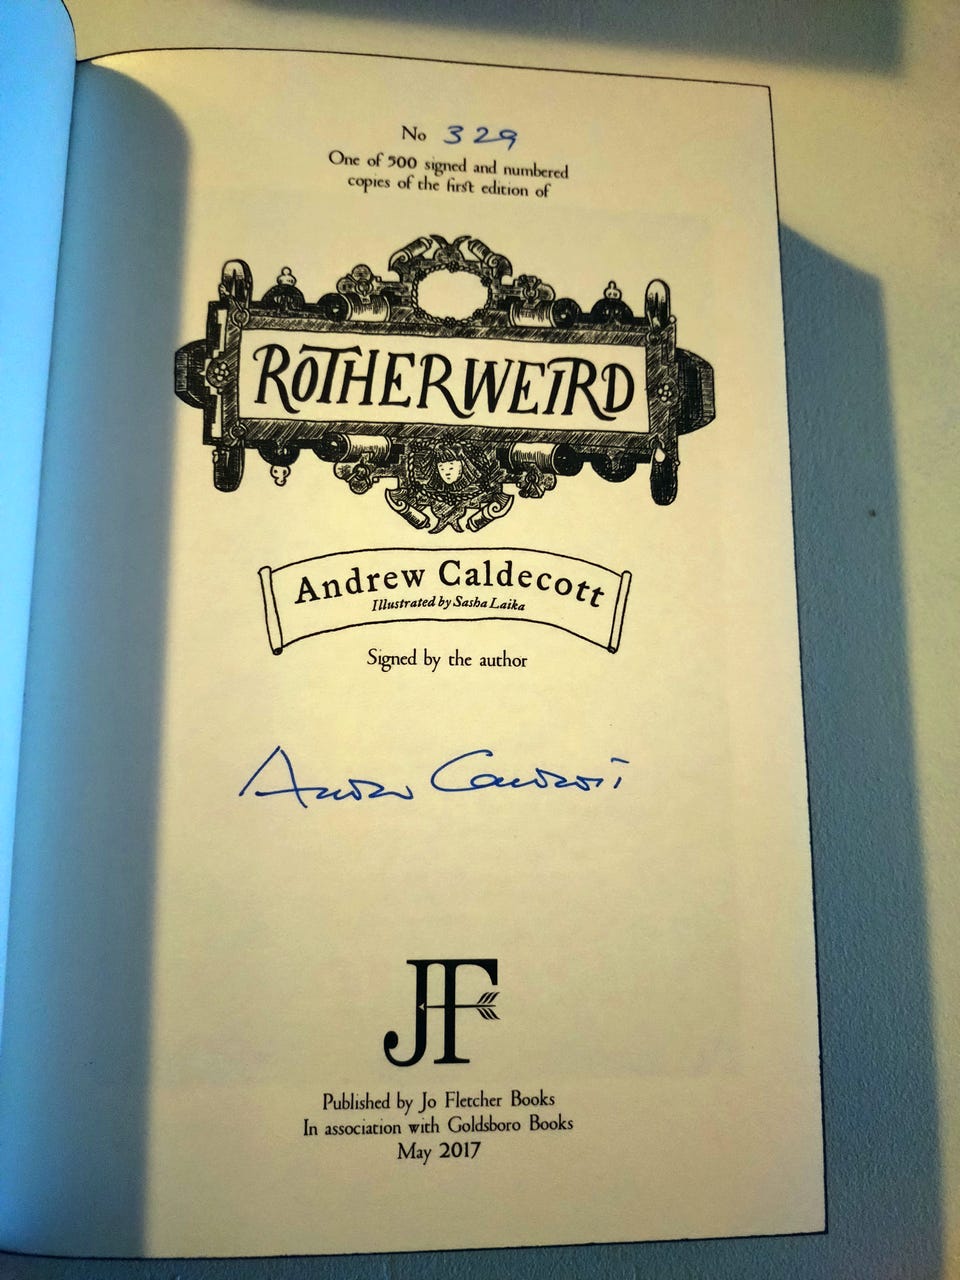 No 329
One of 500 signed and numbered
copies of the first edition of
ROTHERWEIRD
Andrew Caldecott
Illustrated by Sasha Laika
Signed by the author
Andrew Caldecott
JF
Published by Jo Fletcher Books
In association with Goldsboro Books
May 2017